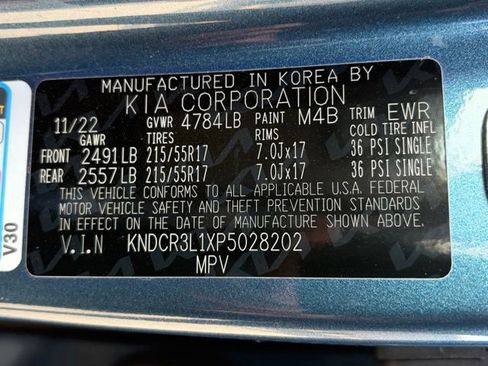 MANUFACTURED IN KOREA BY
KIA CORPORATION
11/22 GVWR 4784LB PAINT M4B TRIM EWR
GAWR TIRES RIMS COLD TIRE INFL
FRONT 2491LB 215/55R17 7.0Jx17 36 PSI SINGLE
REAR 2557LB 215/55R17 7.0Jx17 36 PSI SINGLE
THIS VEHICLE CONFORMS TO ALL APPLICABLE U.S.A. FEDERAL
MOTOR VEHICLE SAFETY AND THEFT PREVENTION STANDARDS
IN EFFECT ON THE DATE OF MANUFACTURE SHOWN ABOVE.
V.I.N KNDCR3L1XP5028202
MPV
V30